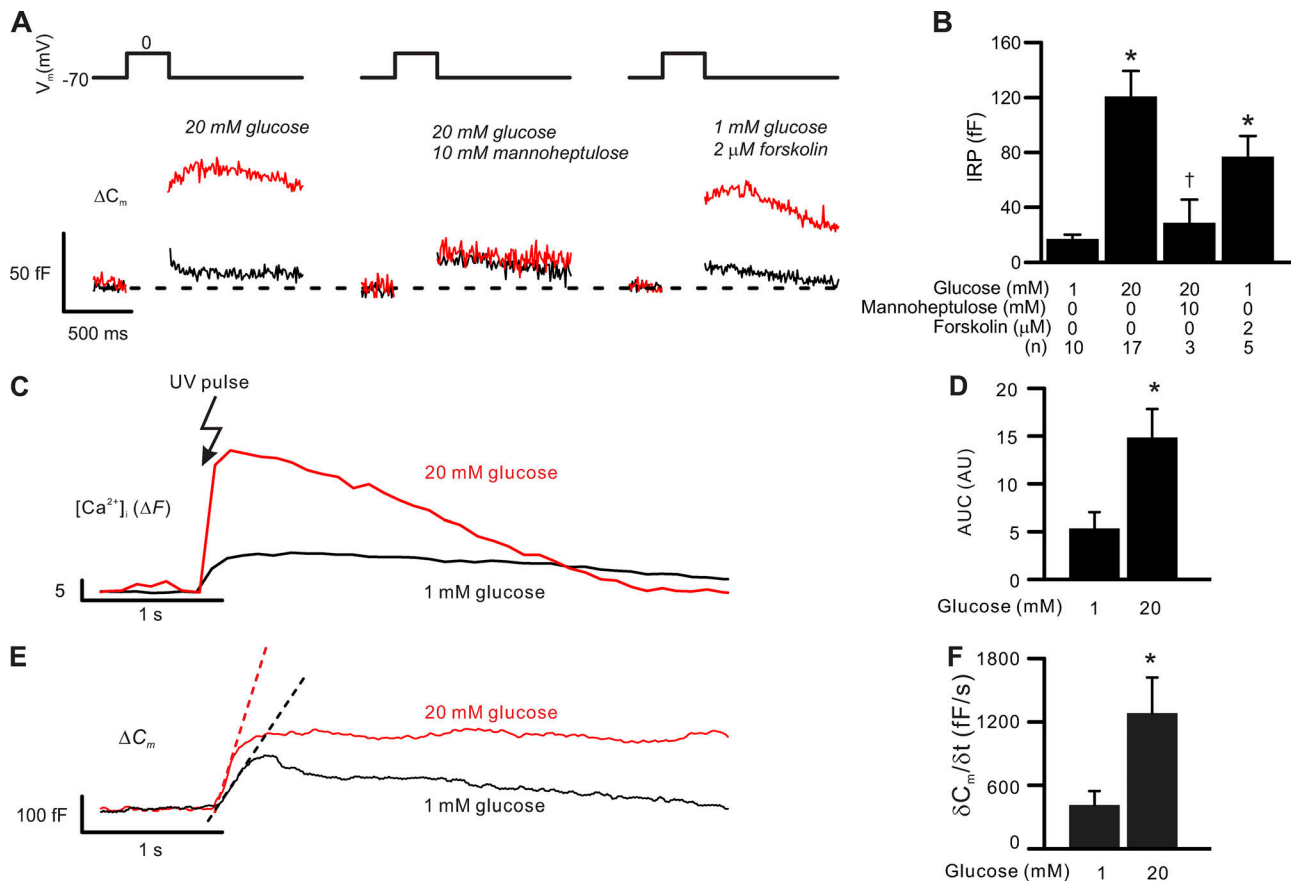 A
V_m(mV)
0
-70
20 mM glucose
20 mM glucose
10 mM mannoheptulose
1 mM glucose
2 μM forskolin
ΔC_m
50 fF
500 ms
B
IRP (fF)
160
120
80
40
0
*
†
*
Glucose (mM) 1 20 20 1
Mannoheptulose (mM) 0 0 10 0
Forskolin (μM) 0 0 0 2
(n) 10 17 3 5
C
UV pulse
20 mM glucose
[Ca²⁺]ᵢ (ΔF)
1 mM glucose
5
1 s
D
AUC (AU)
20
15
10
5
0
*
Glucose (mM) 1 20
E
20 mM glucose
ΔC_m
1 mM glucose
100 fF
1 s
F
δC_m/δt (fF/s)
1800
1200
600
0
*
Glucose (mM) 1 20